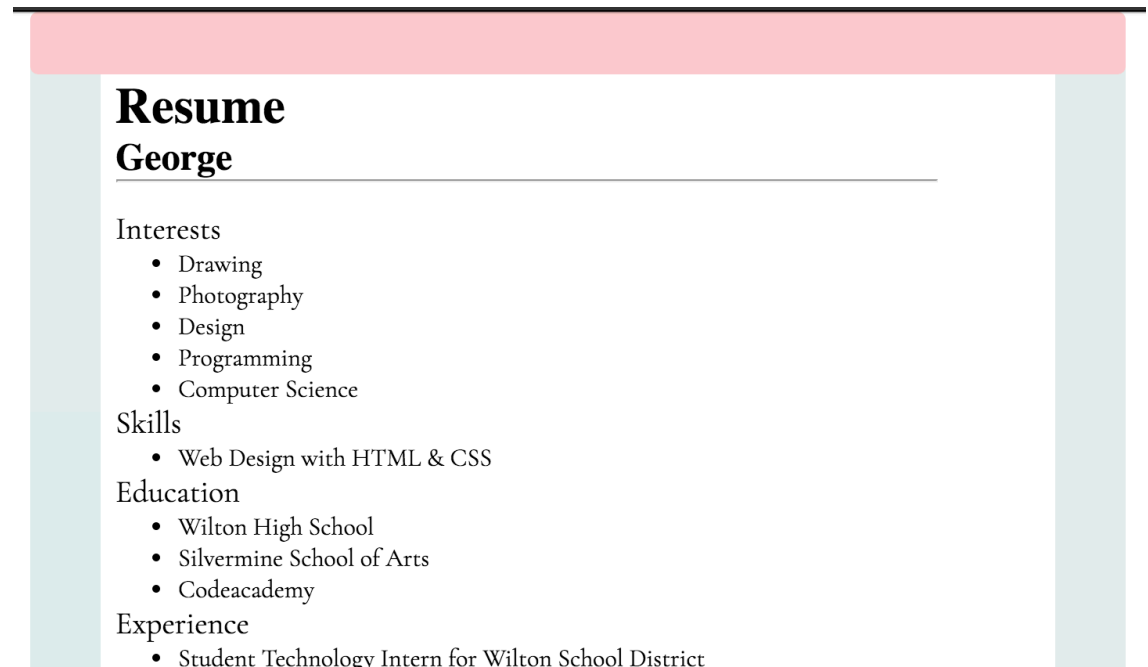 Resume
George
Interests
• Drawing
• Photography
• Design
• Programming
• Computer Science
Skills
• Web Design with HTML & CSS
Education
• Wilton High School
• Silvermine School of Arts
• Codeacademy
Experience
• Student Technology Intern for Wilton School District